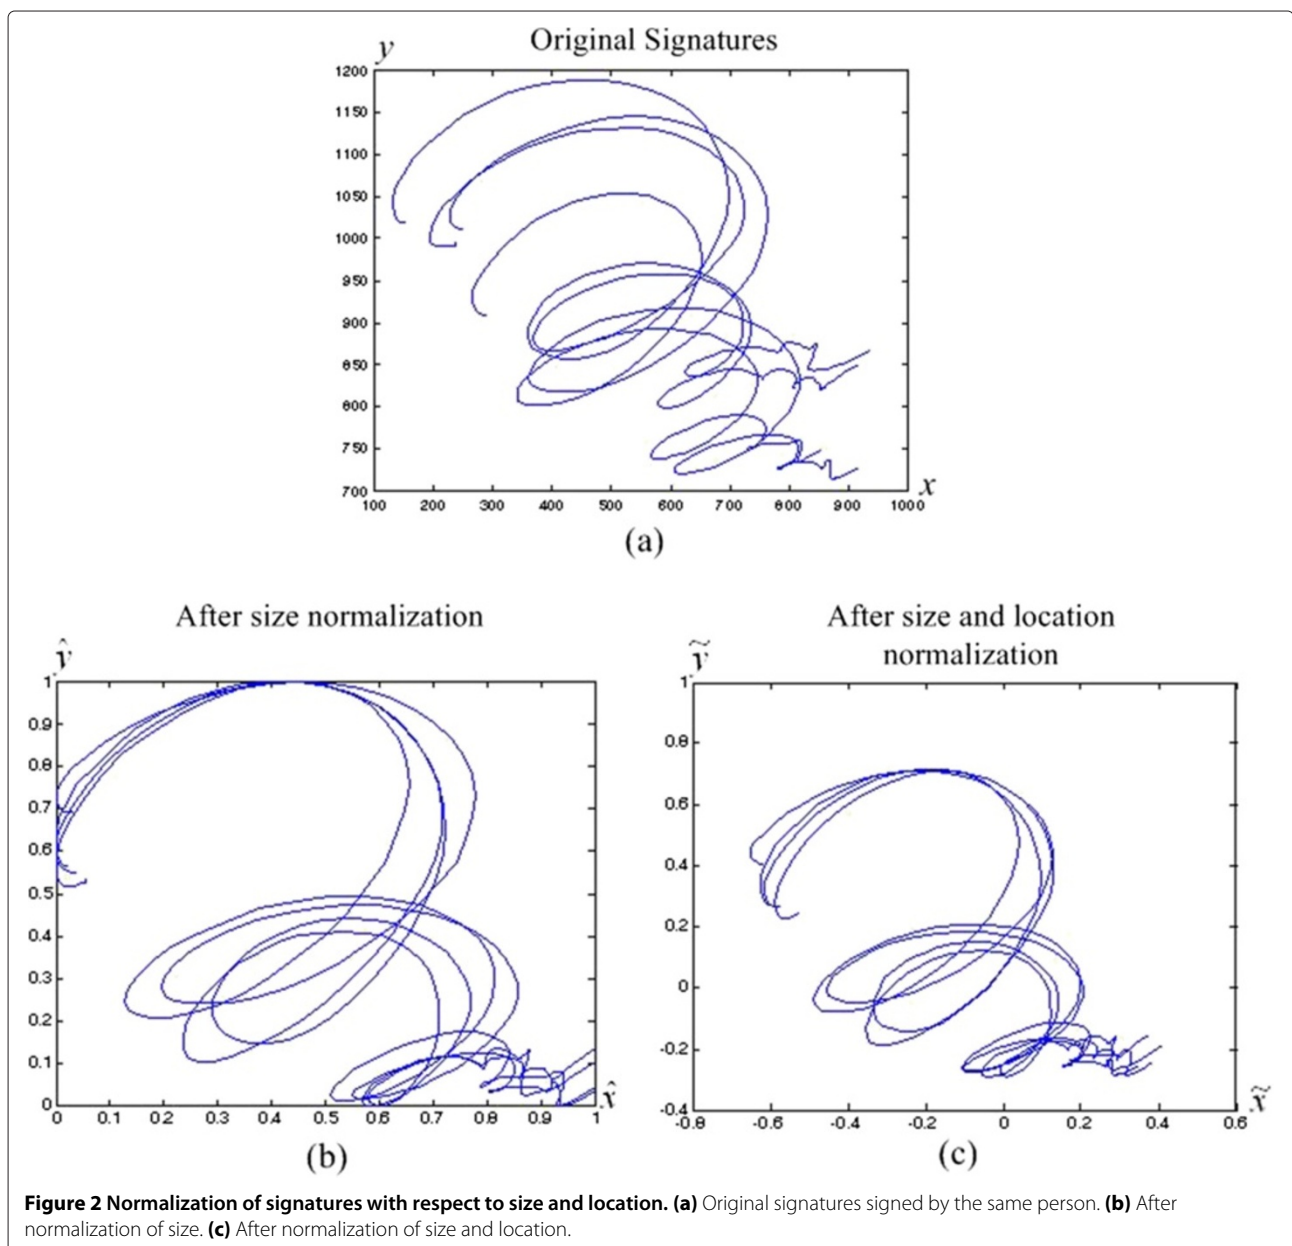 Original Signatures
y
1200
1150
1100
1050
1000
950
900
850
800
750
700
100 200 300 400 500 600 700 800 900 1000
x
(a)
After size normalization
ŷ
1
0.9
0.8
0.7
0.6
0.5
0.4
0.3
0.2
0.1
0
0 0.1 0.2 0.3 0.4 0.5 0.6 0.7 0.8 0.9 1
x̂
(b)
After size and location
normalization
ỹ
1
0.8
0.6
0.4
0.2
0
-0.2
-0.4
-0.8 -0.6 -0.4 -0.2 0 0.2 0.4 0.6
x̃
(c)
Figure 2 Normalization of signatures with respect to size and location. (a) Original signatures signed by the same person. (b) After
normalization of size. (c) After normalization of size and location.